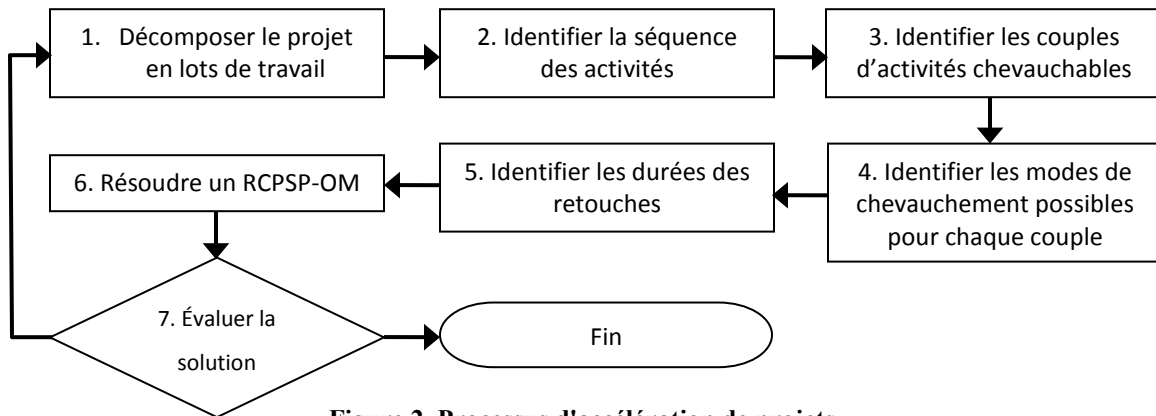 1. Décomposer le projet
en lots de travail
2. Identifier la séquence
des activités
3. Identifier les couples
d’activités chevauchables
4. Identifier les modes de
chevauchement possibles
pour chaque couple
5. Identifier les durées des
retouches
6. Résoudre un RCPSP-OM
7. Évaluer la
solution
Fin
Figure 2. Processus d'accélération de projets